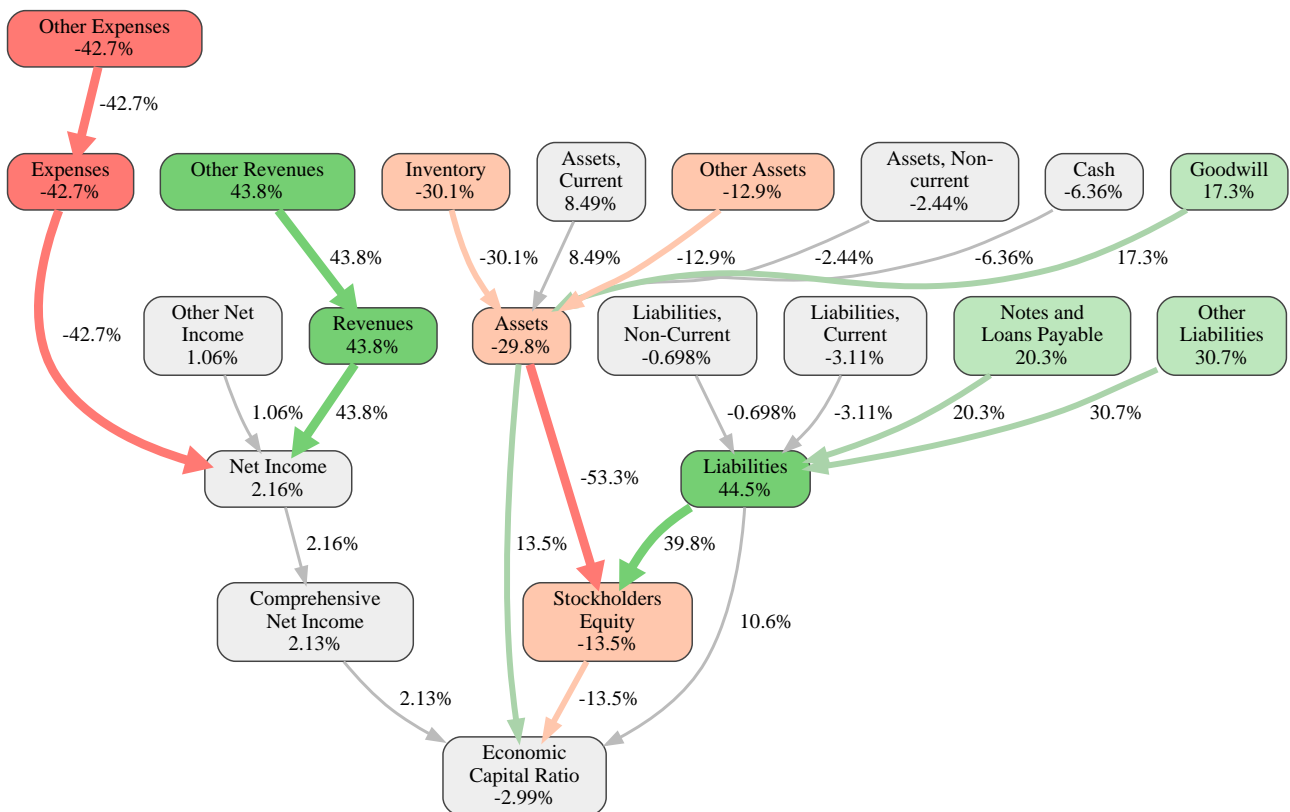 Other Expenses
-42.7%
-42.7%
Expenses
-42.7%
Other Revenues
43.8%
Inventory
-30.1%
Assets,
Current
8.49%
Other Assets
-12.9%
Assets, Non-
current
-2.44%
Cash
-6.36%
Goodwill
17.3%
43.8%
-30.1%
8.49%
-12.9%
-2.44%
-6.36%
17.3%
-42.7%
Other Net
Income
1.06%
Revenues
43.8%
Assets
-29.8%
Liabilities,
Non-Current
-0.698%
Liabilities,
Current
-3.11%
Notes and
Loans Payable
20.3%
Other
Liabilities
30.7%
1.06%
43.8%
-0.698%
-3.11%
20.3%
30.7%
Net Income
2.16%
-53.3%
Liabilities
44.5%
2.16%
13.5%
39.8%
Comprehensive
Net Income
2.13%
Stockholders
Equity
-13.5%
10.6%
2.13%
-13.5%
Economic
Capital Ratio
-2.99%